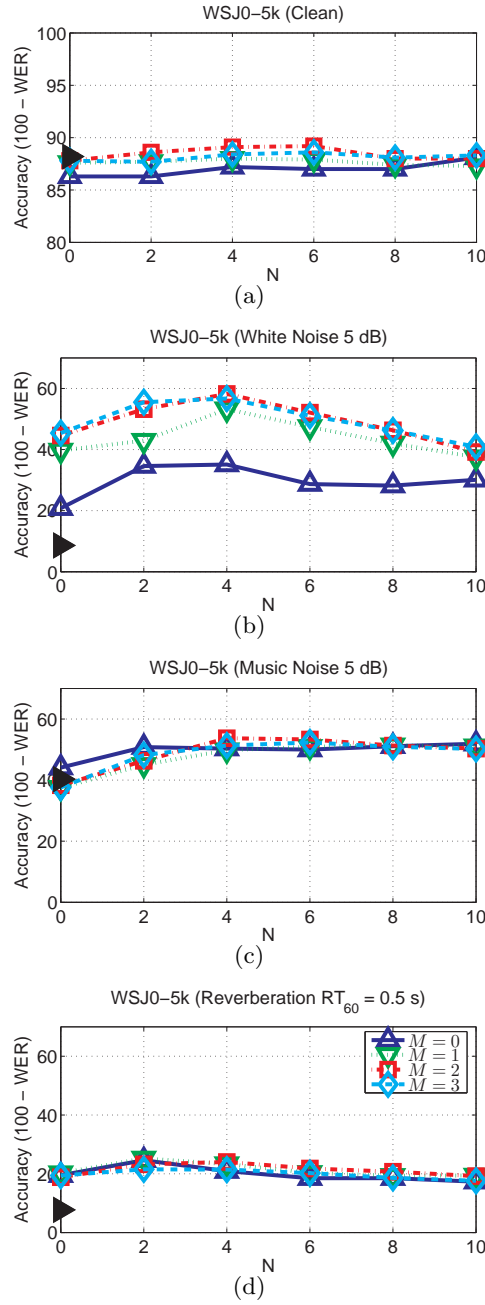 WSJ0−5k (Clean)
Accuracy (100 − WER)
100
95
90
85
80
0 2 4 6 8 10
N
(a)
WSJ0−5k (White Noise 5 dB)
Accuracy (100 − WER)
60
40
20
0
0 2 4 6 8 10
N
(b)
WSJ0−5k (Music Noise 5 dB)
Accuracy (100 − WER)
60
40
20
0
0 2 4 6 8 10
N
(c)
WSJ0−5k (Reverberation RT60 = 0.5 s)
Accuracy (100 − WER)
60
40
20
0
M = 0
M = 1
M = 2
M = 3
0 2 4 6 8 10
N
(d)